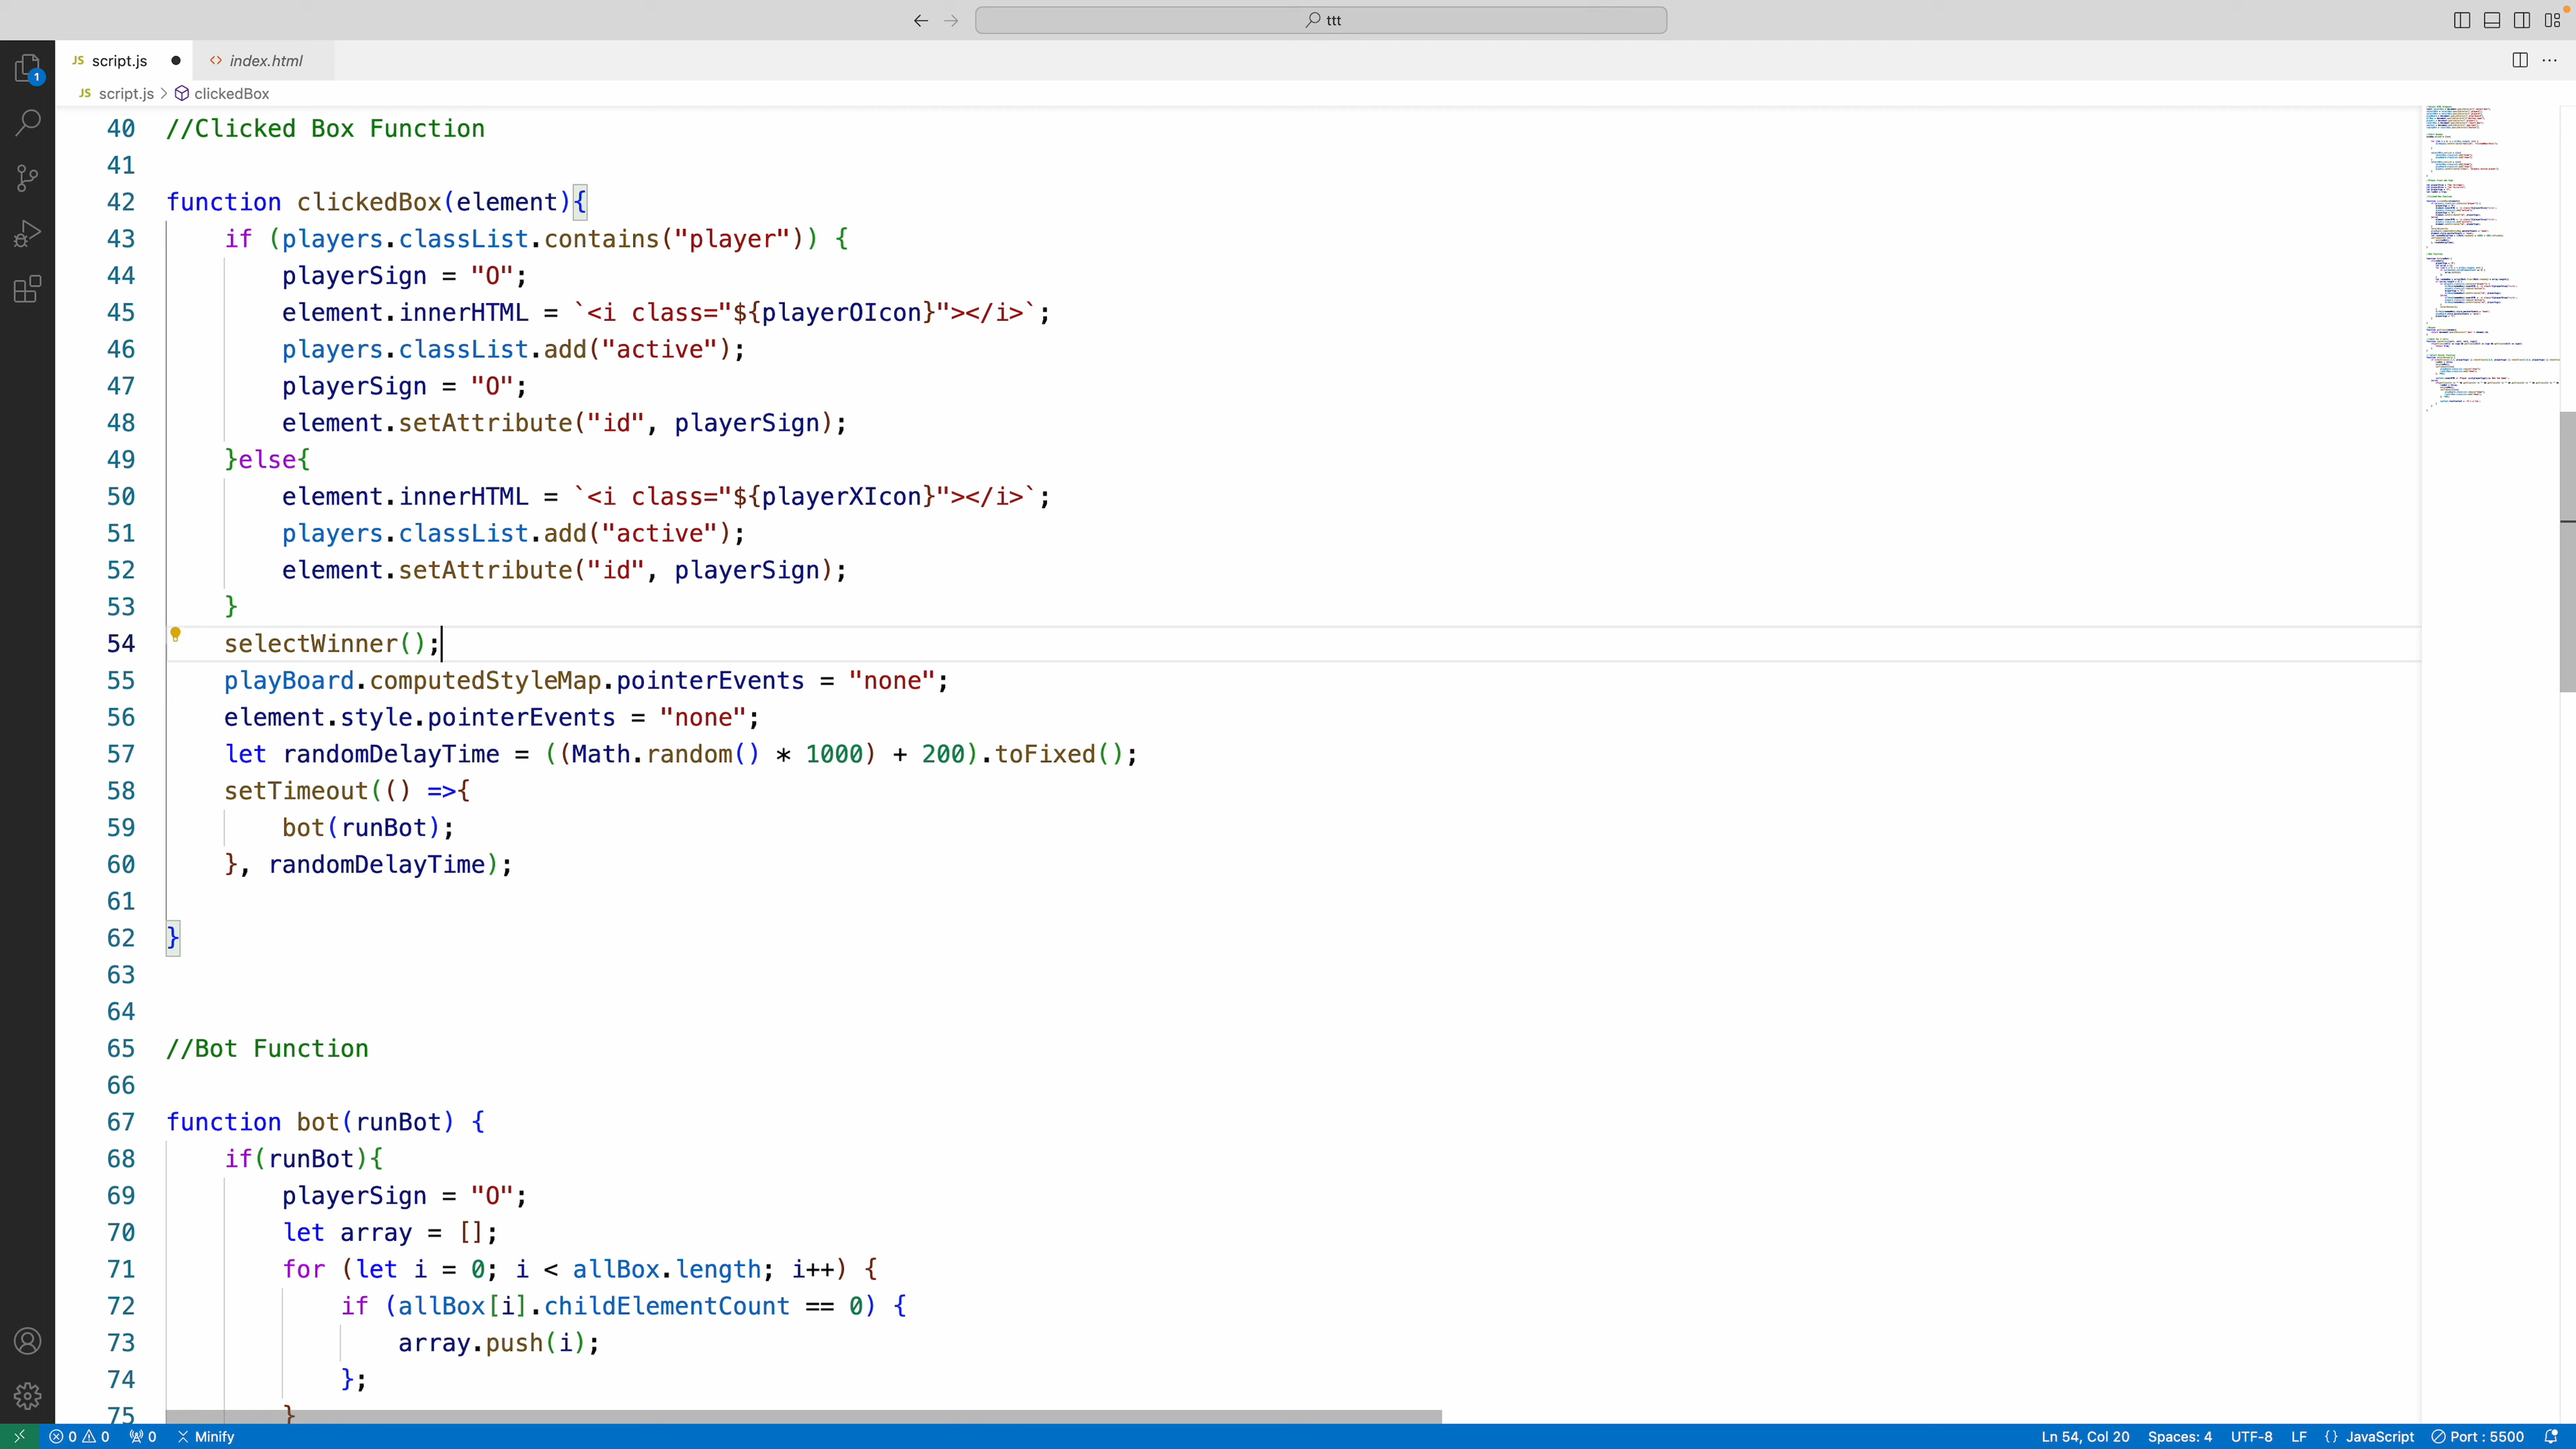 ttt
JS script.js index.html
JS script.js clickedBox
40 //Clicked Box Function
41
42 function clickedBox(element){
43 if (players.classList.contains("player")) {
44 playerSign = "O";
45 element.innerHTML = `<i class="${playerOIcon}"></i>`;
46 players.classList.add("active");
47 playerSign = "O";
48 element.setAttribute("id", playerSign);
49 }else{
50 element.innerHTML = `<i class="${playerXIcon}"></i>`;
51 players.classList.add("active");
52 element.setAttribute("id", playerSign);
53 }
54 selectWinner();
55 playBoard.computedStyleMap.pointerEvents = "none";
56 element.style.pointerEvents = "none";
57 let randomDelayTime = ((Math.random() * 1000) + 200).toFixed();
58 setTimeout(() =>{
59 bot(runBot);
60 }, randomDelayTime);
61
62 }
63
64
65 //Bot Function
66
67 function bot(runBot) {
68 if(runBot){
69 playerSign = "O";
70 let array = [];
71 for (let i = 0; i < allBox.length; i++) {
72 if (allBox[i].childElementCount == 0) {
73 array.push(i);
74 };
75 }
1
0 0 0 Minify Ln 54, Col 20 Spaces: 4 UTF-8 LF {} JavaScript Port : 5500